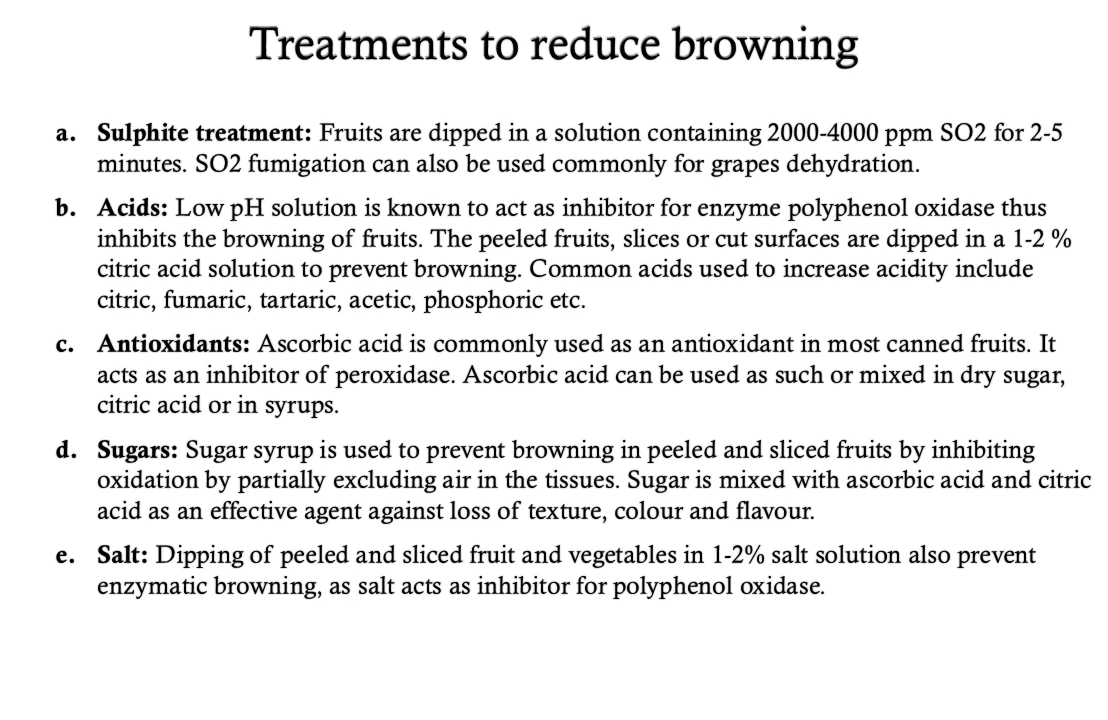 Treatments to reduce browning
a. Sulphite treatment: Fruits are dipped in a solution containing 2000-4000 ppm SO2 for 2-5
minutes. SO2 fumigation can also be used commonly for grapes dehydration.
b. Acids: Low pH solution is known to act as inhibitor for enzyme polyphenol oxidase thus
inhibits the browning of fruits. The peeled fruits, slices or cut surfaces are dipped in a 1-2 %
citric acid solution to prevent browning. Common acids used to increase acidity include
citric, fumaric, tartaric, acetic, phosphoric etc.
c. Antioxidants: Ascorbic acid is commonly used as an antioxidant in most canned fruits. It
acts as an inhibitor of peroxidase. Ascorbic acid can be used as such or mixed in dry sugar,
citric acid or in syrups.
d. Sugars: Sugar syrup is used to prevent browning in peeled and sliced fruits by inhibiting
oxidation by partially excluding air in the tissues. Sugar is mixed with ascorbic acid and citric
acid as an effective agent against loss of texture, colour and flavour.
e. Salt: Dipping of peeled and sliced fruit and vegetables in 1-2% salt solution also prevent
enzymatic browning, as salt acts as inhibitor for polyphenol oxidase.